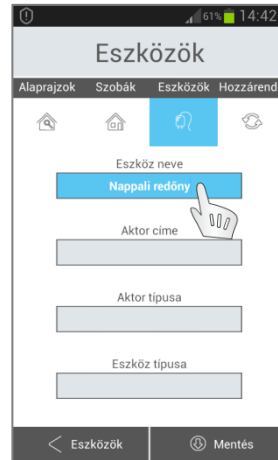 61% 14:42
Eszközök
Alaprajzok Szobák Eszközök Hozzárend
Eszköz neve
Nappali redőny
Aktor címe
Aktor típusa
Eszköz típusa
Eszközök Mentés